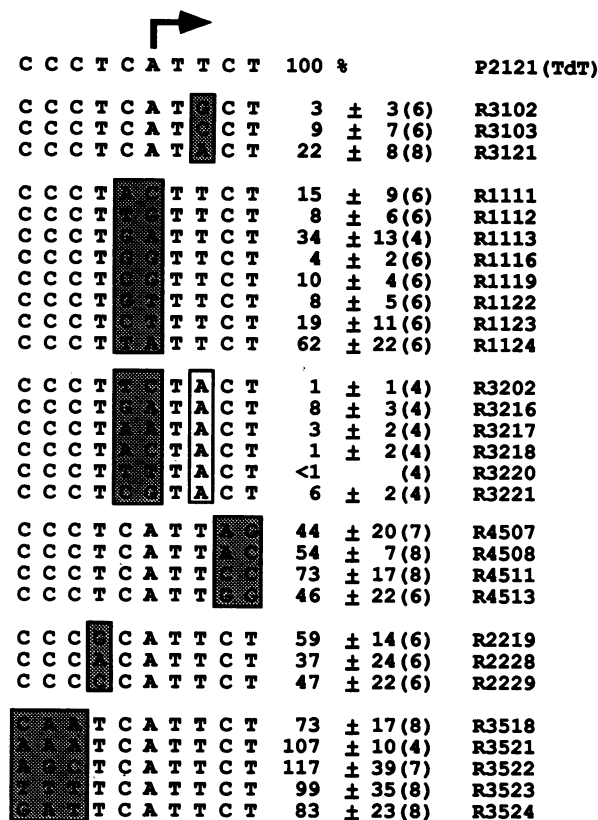 C C C T C A T T C T 100 % P2121(TdT)
C C C T C A T G C T 3 ± 3(6) R3102
C C C T C A T C C T 9 ± 7(6) R3103
C C C T C A T A C T 22 ± 8(8) R3121
C C C T A C T T C T 15 ± 9(6) R1111
C C C T T G T T C T 8 ± 6(6) R1112
C C C T G A T T C T 34 ± 13(4) R1113
C C C T G G T T C T 4 ± 2(6) R1116
C C C T G G T T C T 10 ± 4(6) R1119
C C C T G T T T C T 8 ± 5(6) R1122
C C C T C T T T C T 19 ± 11(6) R1123
C C C T T A T T C T 62 ± 22(6) R1124
C C C T T C T A C T 1 ± 1(4) R3202
C C C T G A T A C T 8 ± 3(4) R3216
C C C T A A T A C T 3 ± 2(4) R3217
C C C T A C T A C T 1 ± 2(4) R3218
C C C T T T T A C T <1 (4) R3220
C C C T C G T A C T 6 ± 2(4) R3221
C C C T C A T T A G 44 ± 20(7) R4507
C C C T C A T T A C 54 ± 7(8) R4508
C C C T C A T T C C 73 ± 17(8) R4511
C C C T C A T T G G 46 ± 22(6) R4513
C C C G C A T T C T 59 ± 14(6) R2219
C C C A C A T T C T 37 ± 24(6) R2228
C C C C C A T T C T 47 ± 22(6) R2229
C A A T C A T T C T 73 ± 17(8) R3518
A A A T C A T T C T 107 ± 10(4) R3521
A G C T C A T T C T 117 ± 39(7) R3522
T T T T C A T T C T 99 ± 35(8) R3523
G A T T C A T T C T 83 ± 23(8) R3524